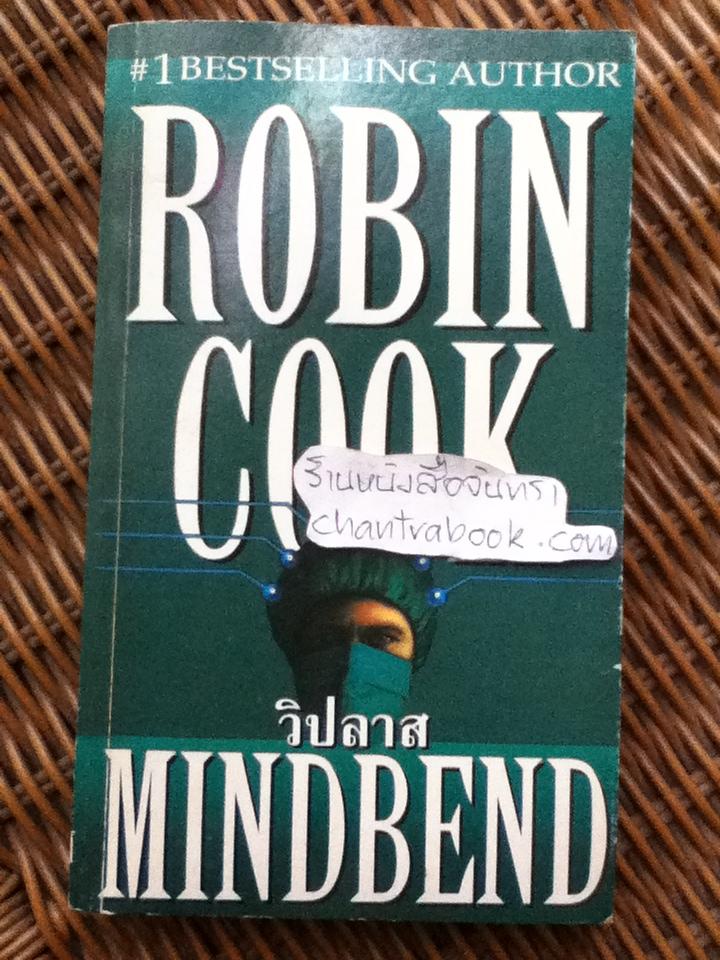 #1 BESTSELLING AUTHOR
ROBIN
COOK
ร้านหนังสือจันทรา
chantrabook.com
วิปลาส
MINDBEND